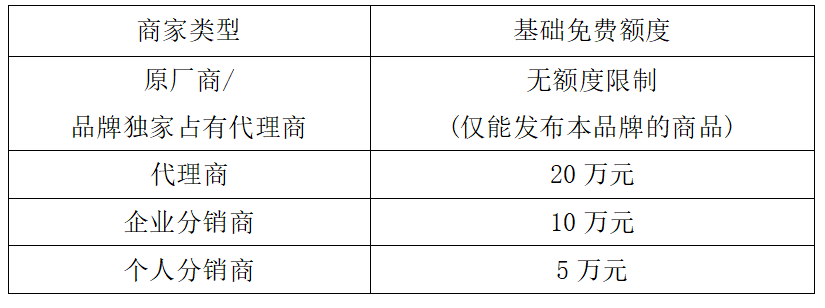 商家类型 基础免费额度
原厂商/ 无额度限制
品牌独家占有代理商 (仅能发布本品牌的商品)
代理商 20 万元
企业分销商 10 万元
个人分销商 5 万元